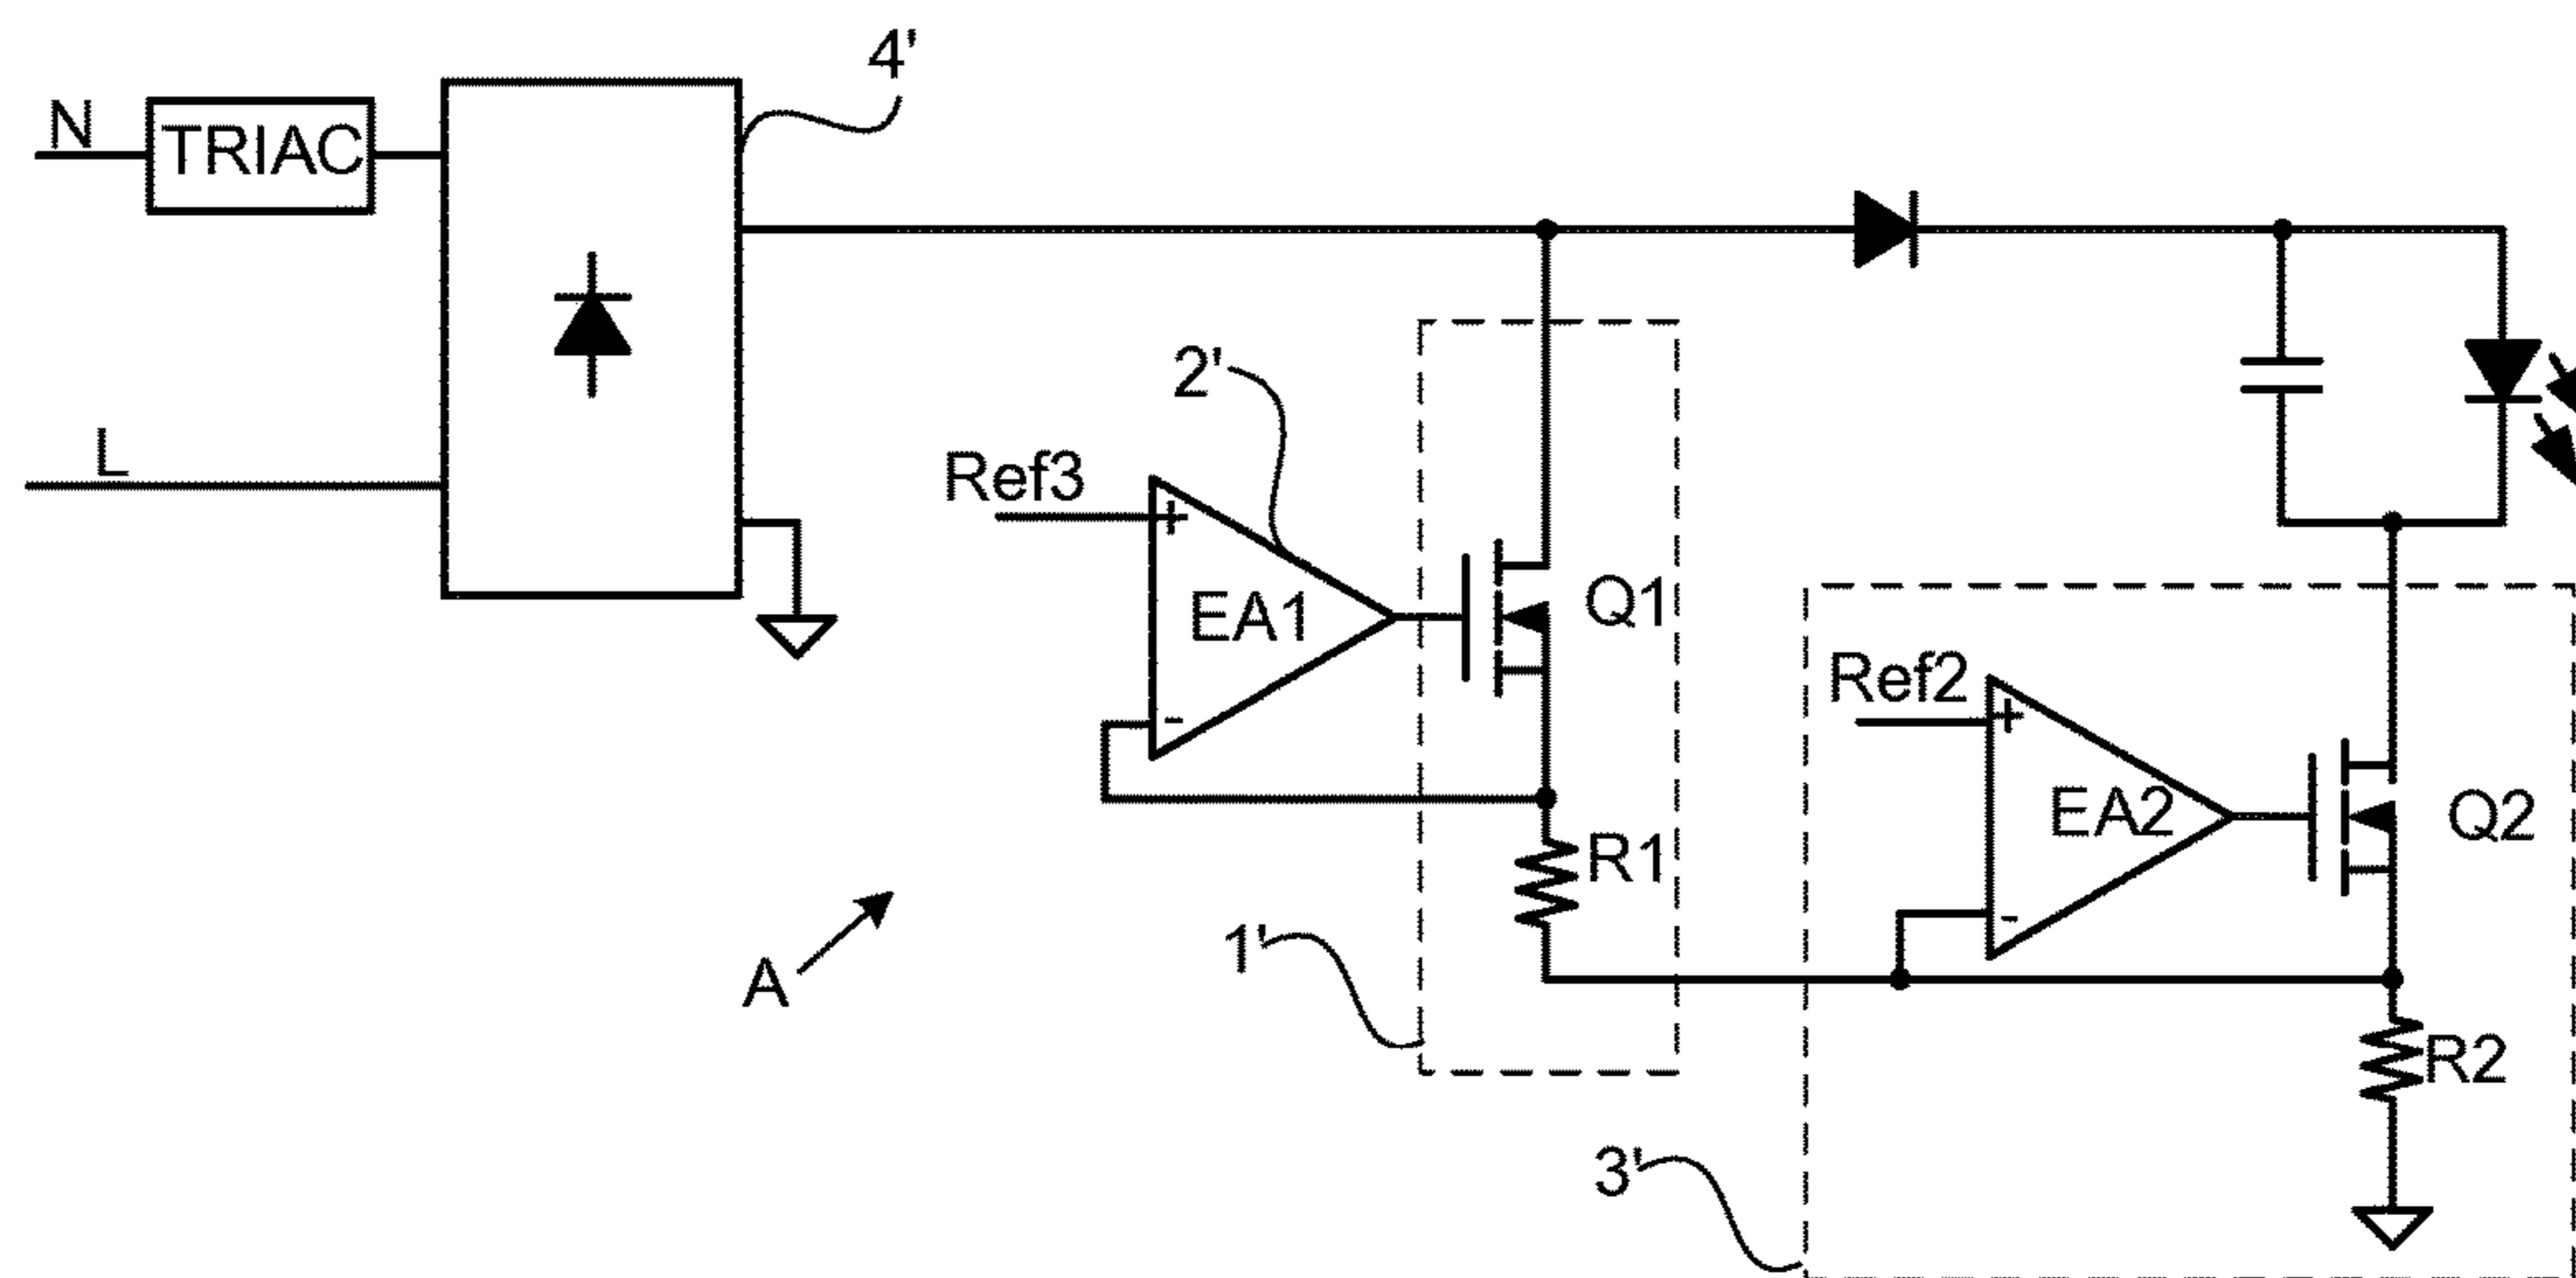 4'
N
TRIAC
L
2'
Ref3
+
EA1
-
Q1
Ref2
+
EA2
-
Q2
R1
1'
A
R2
3'